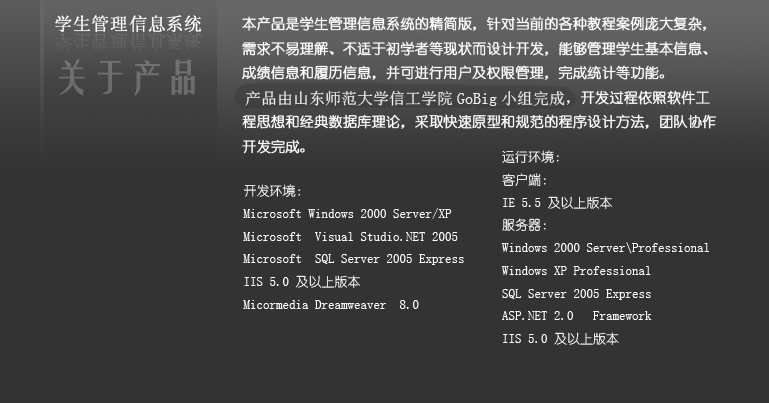 学生管理信息系统
关于产品
本产品是学生管理信息系统的精简版，针对当前的各种教程案例庞大复杂，
需求不易理解、不适于初学者等现状而设计开发，能够管理学生基本信息、
成绩信息和履历信息，并可进行用户及权限管理，完成统计等功能。
产品由山东师范大学信工学院 GoBig 小组完成，开发过程依照软件工
程思想和经典数据库理论，采取快速原型和规范的程序设计方法，团队协作
开发完成。
开发环境:
Microsoft Windows 2000 Server/XP
Microsoft Visual Studio.NET 2005
Microsoft SQL Server 2005 Express
IIS 5.0 及以上版本
Micormedia Dreamweaver 8.0
运行环境:
客户端:
IE 5.5 及以上版本
服务器:
Windows 2000 Server\Professional
Windows XP Professional
SQL Server 2005 Express
ASP.NET 2.0 Framework
IIS 5.0 及以上版本